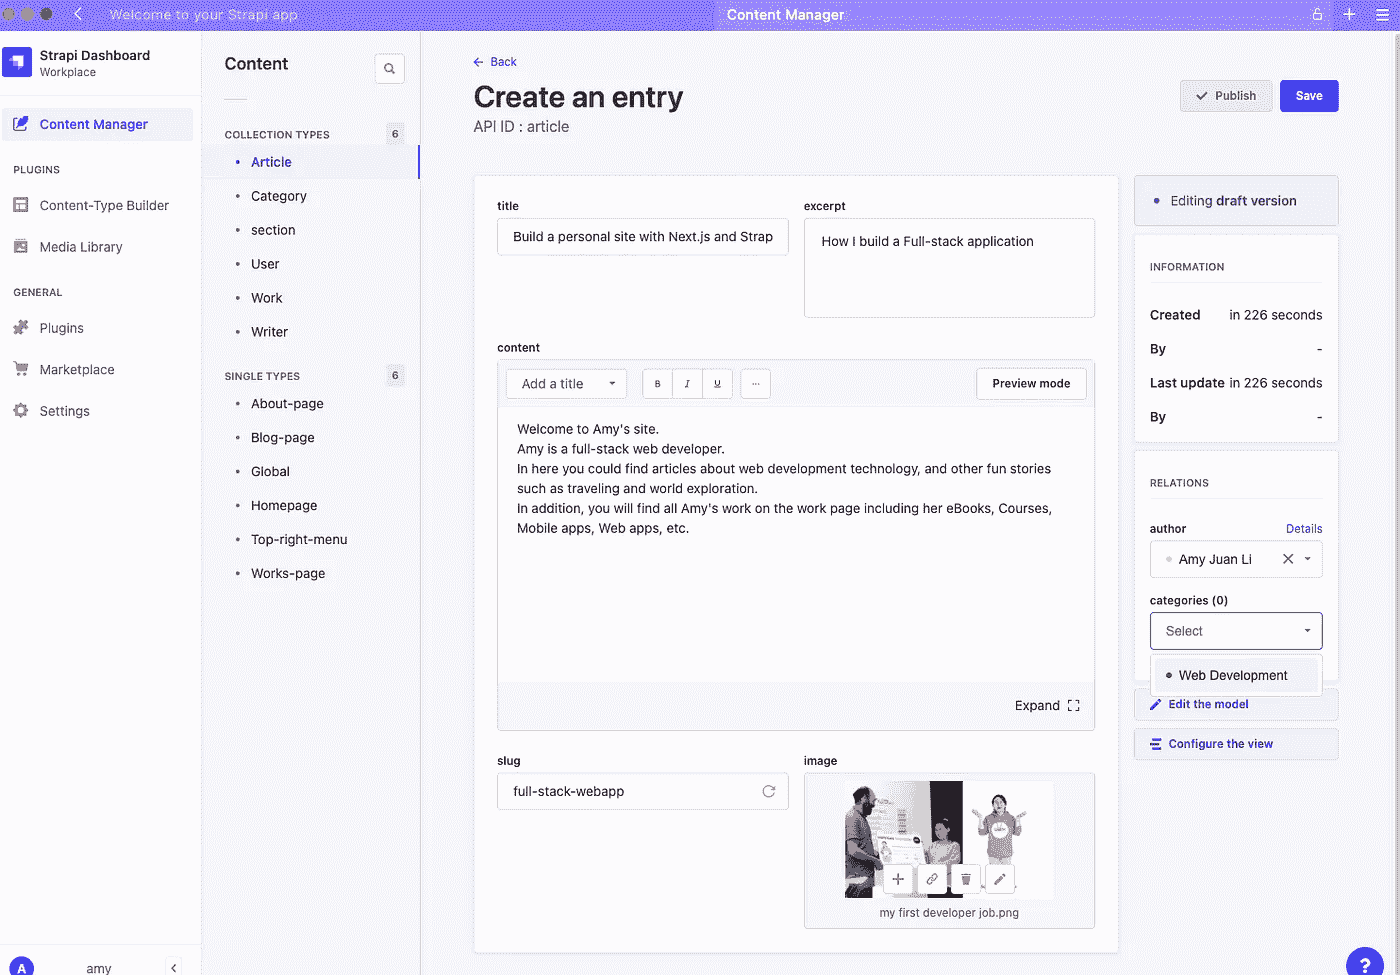 Welcome to your Strapi app
Content Manager
Strapi Dashboard
Workplace
Content Manager
PLUGINS
Content-Type Builder
Media Library
GENERAL
Plugins
Marketplace
Settings
A
amy
Content
COLLECTION TYPES 6
Article
Category
section
User
Work
Writer
SINGLE TYPES 6
About-page
Blog-page
Global
Homepage
Top-right-menu
Works-page
Back
Create an entry
API ID : article
Publish
Save
title
Build a personal site with Next.js and Strap
excerpt
How I build a Full-stack application
content
Add a title
B I U ...
Preview mode
Welcome to Amy's site.
Amy is a full-stack web developer.
In here you could find articles about web development technology, and other fun stories
such as traveling and world exploration.
In addition, you will find all Amy's work on the work page including her eBooks, Courses,
Mobile apps, Web apps, etc.
Expand
slug
full-stack-webapp
image
my first developer job.png
Editing draft version
INFORMATION
Created in 226 seconds
By -
Last update in 226 seconds
By -
RELATIONS
author Details
Amy Juan Li
categories (0)
Select
Web Development
Edit the model
Configure the view
?